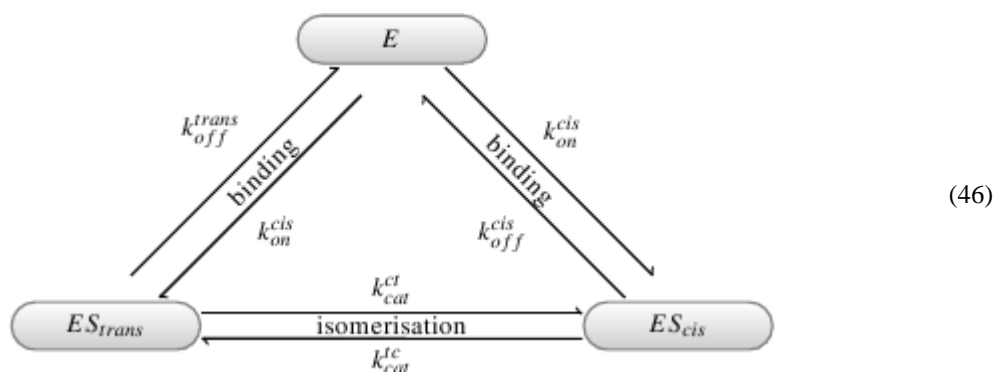 E
k_{off}^{trans}
binding
k_{on}^{cis}
binding
k_{on}^{cis}
k_{off}^{cis}
(46)
k_{cat}^{ct}
ES_{trans}
isomerisation
ES_{cis}
k_{cat}^{tc}